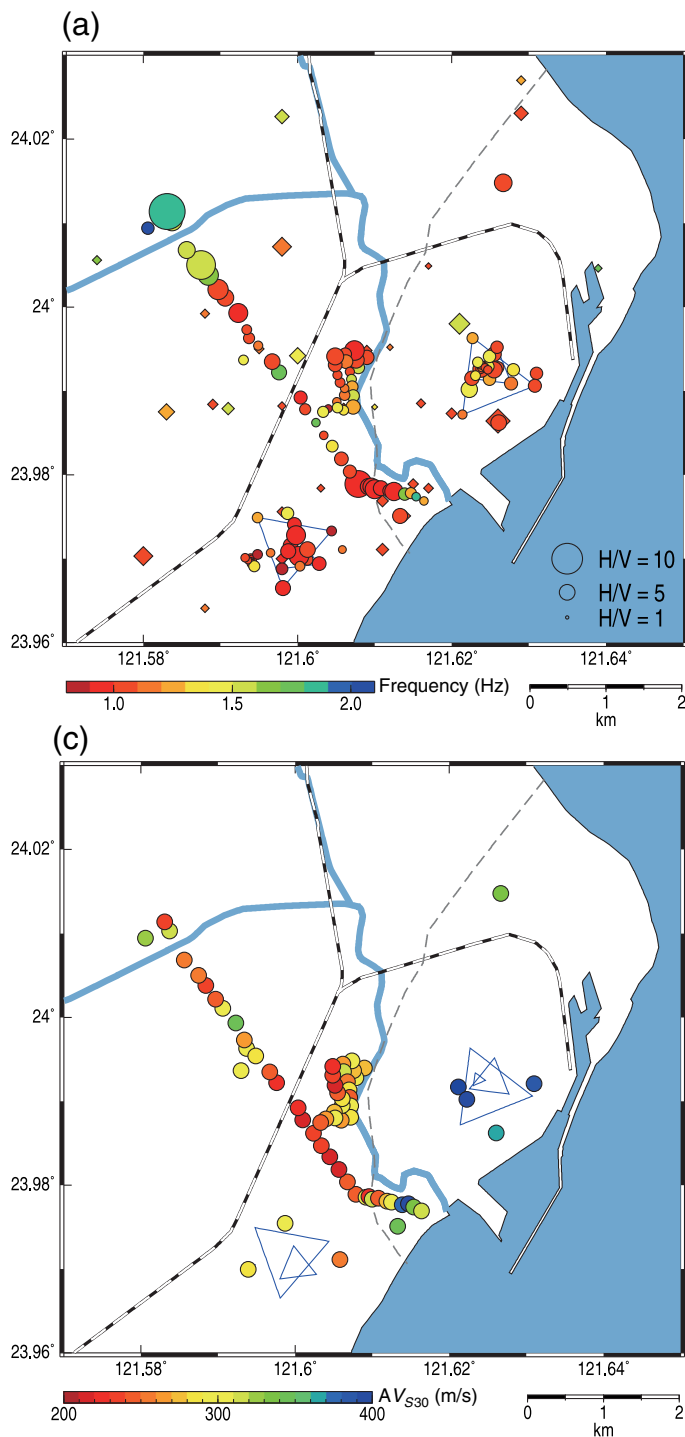 (a)
24.02°
24°
23.98°
23.96°
H/V = 10
H/V = 5
H/V = 1
121.58° 121.6° 121.62° 121.64°
1.0 1.5 2.0 Frequency (Hz)
0 1 2
km
(c)
24.02°
24°
23.98°
23.96°
121.58° 121.6° 121.62° 121.64°
200 300 400 AVS30 (m/s)
0 1 2
km